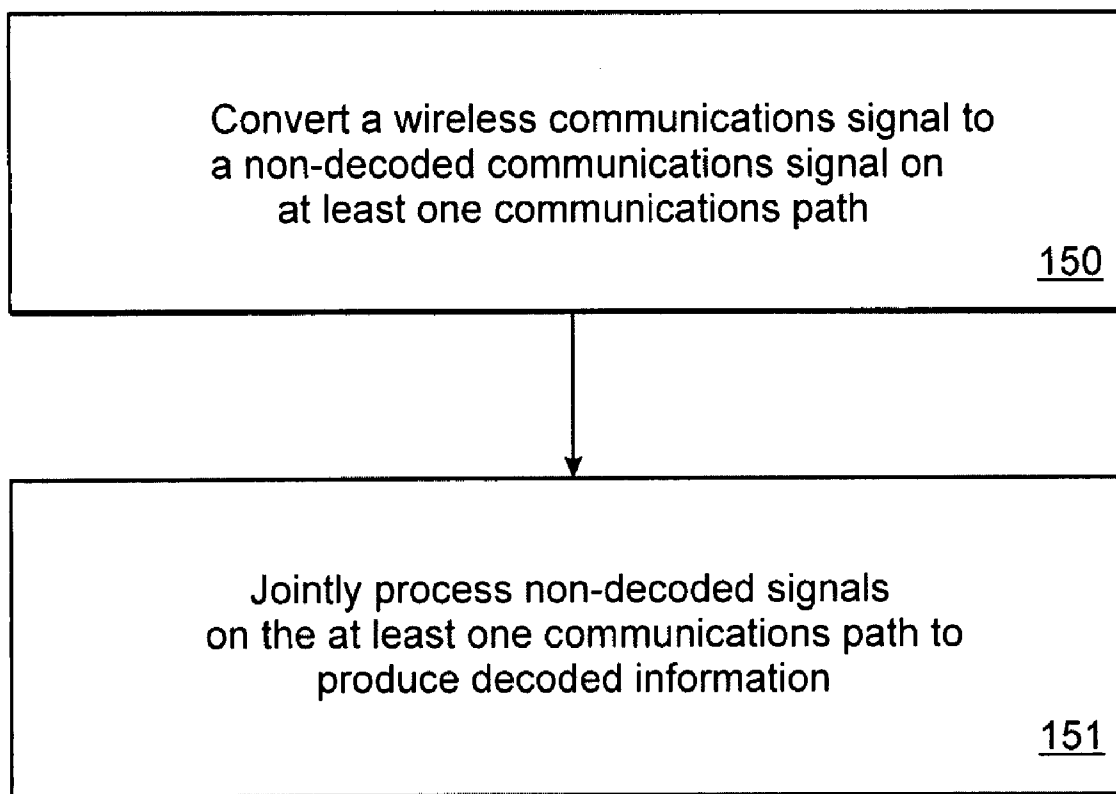 Convert a wireless communications signal to
a non-decoded communications signal on
at least one communications path
150
Jointly process non-decoded signals
on the at least one communications path to
produce decoded information
151